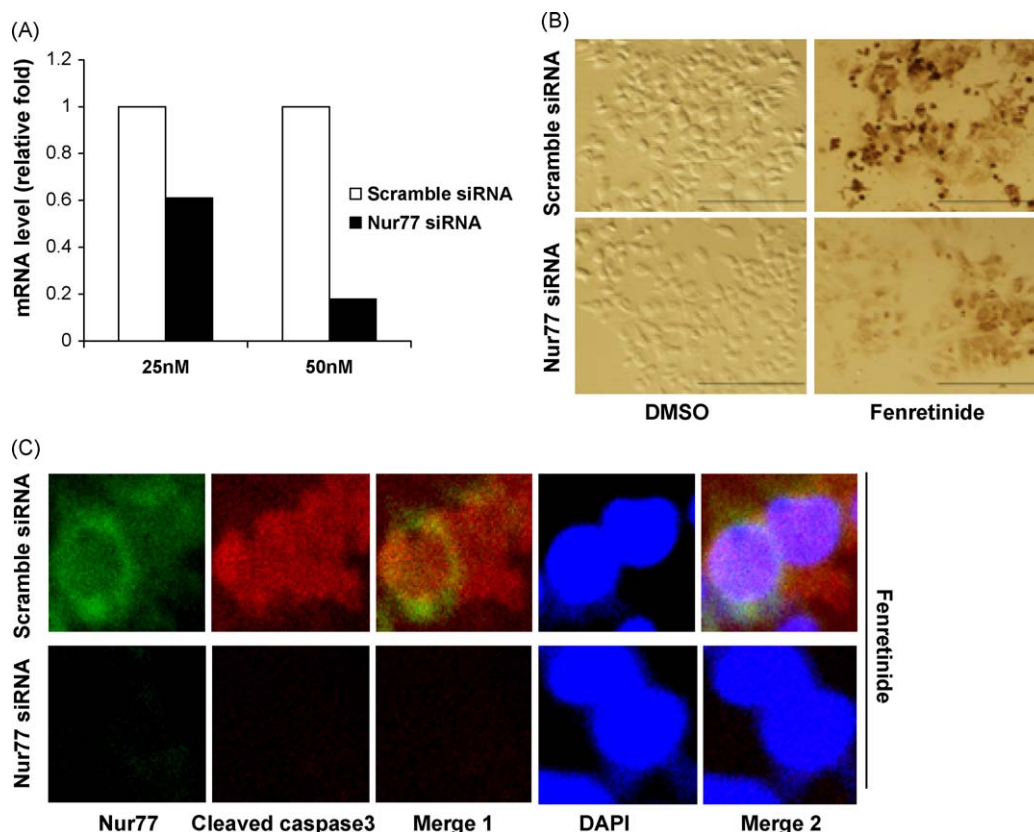 (A)
mRNA level (relative fold)
1.2
1
0.8
0.6
0.4
0.2
0
25nM
50nM
Scramble siRNA
Nur77 siRNA
(B)
Scramble siRNA
Nur77 siRNA
DMSO
Fenretinide
(C)
Scramble siRNA
Nur77 siRNA
Fenretinide
Nur77
Cleaved caspase3
Merge 1
DAPI
Merge 2